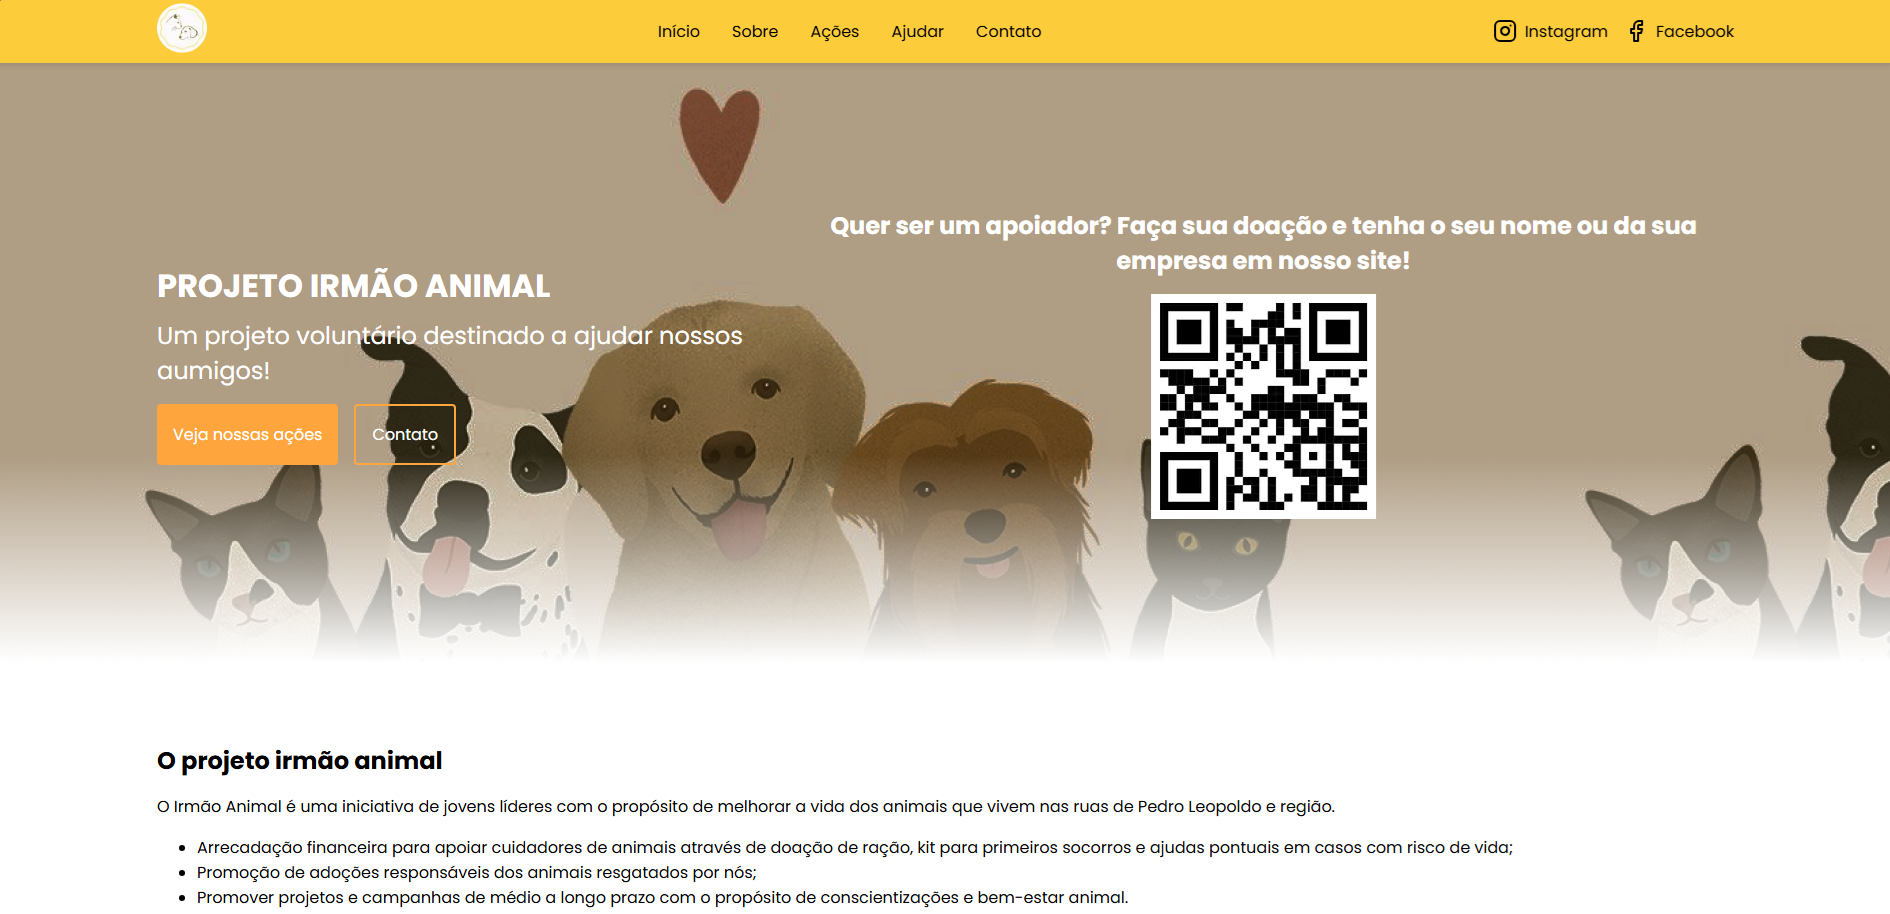 Início
Sobre
Ações
Ajudar
Contato
Instagram
Facebook
PROJETO IRMÃO ANIMAL
Um projeto voluntário destinado a ajudar nossos
aumigos!
Veja nossas ações
Contato
Quer ser um apoiador? Faça sua doação e tenha o seu nome ou da sua
empresa em nosso site!
O projeto irmão animal
O Irmão Animal é uma iniciativa de jovens líderes com o propósito de melhorar a vida dos animais que vivem nas ruas de Pedro Leopoldo e região.
Arrecadação financeira para apoiar cuidadores de animais através de doação de ração, kit para primeiros socorros e ajudas pontuais em casos com risco de vida;
Promoção de adoções responsáveis dos animais resgatados por nós;
Promover projetos e campanhas de médio a longo prazo com o propósito de conscientizações e bem-estar animal.